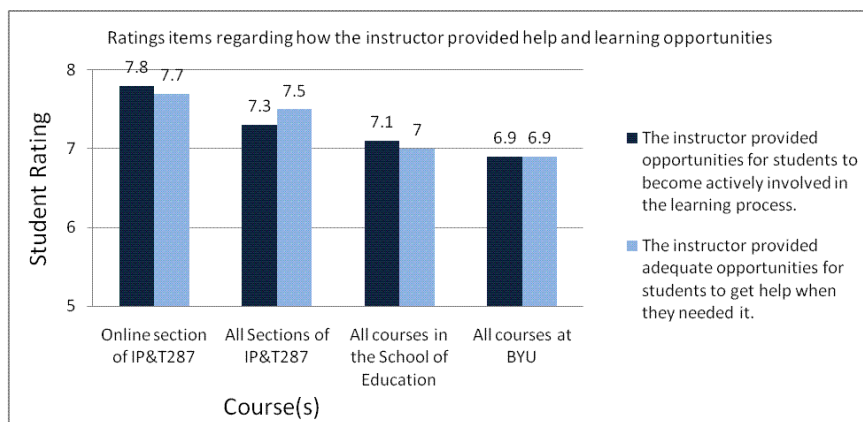 Ratings items regarding how the instructor provided help and learning opportunities
8
7
6
5
Student Rating
7.8
7.7
7.3
7.5
7.1
7
6.9
6.9
Online section
of IP&T287
All Sections of
IP&T287
All courses in
the School of
Education
All courses at
BYU
Course(s)
The instructor provided
opportunities for students to
become actively involved in
the learning process.
The instructor provided
adequate opportunities for
students to get help when
they needed it.